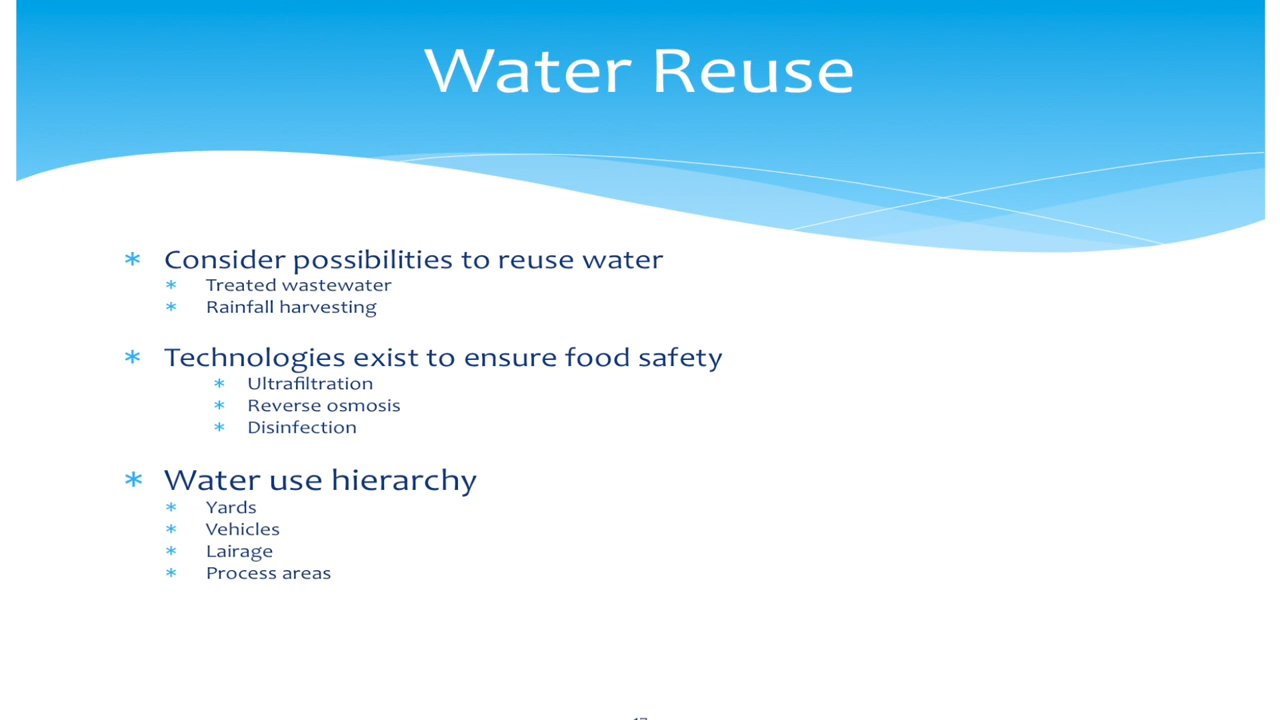 Water Reuse
* Consider possibilities to reuse water
* Treated wastewater
* Rainfall harvesting
* Technologies exist to ensure food safety
* Ultrafiltration
* Reverse osmosis
* Disinfection
* Water use hierarchy
* Yards
* Vehicles
* Lairage
* Process areas